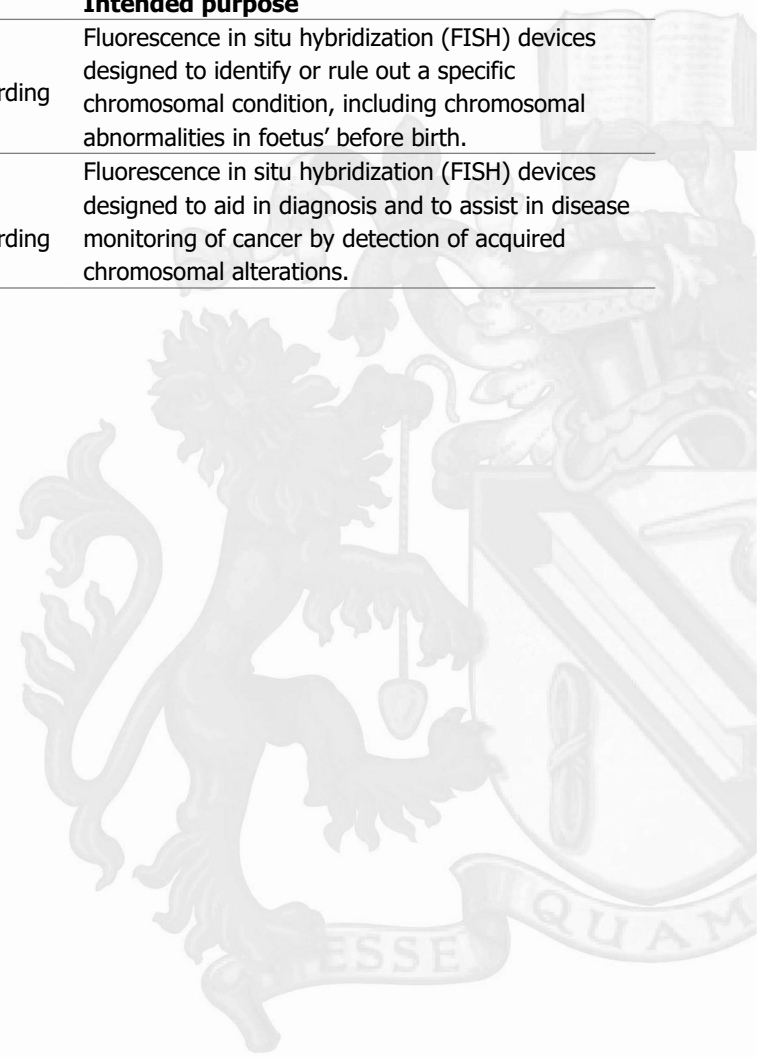 Intended purpose
Fluorescence in situ hybridization (FISH) devices
designed to identify or rule out a specific
rding
chromosomal condition, including chromosomal
abnormalities in foetus’ before birth.
Fluorescence in situ hybridization (FISH) devices
designed to aid in diagnosis and to assist in disease
rding monitoring of cancer by detection of acquired
chromosomal alterations.
ESSE QUAM